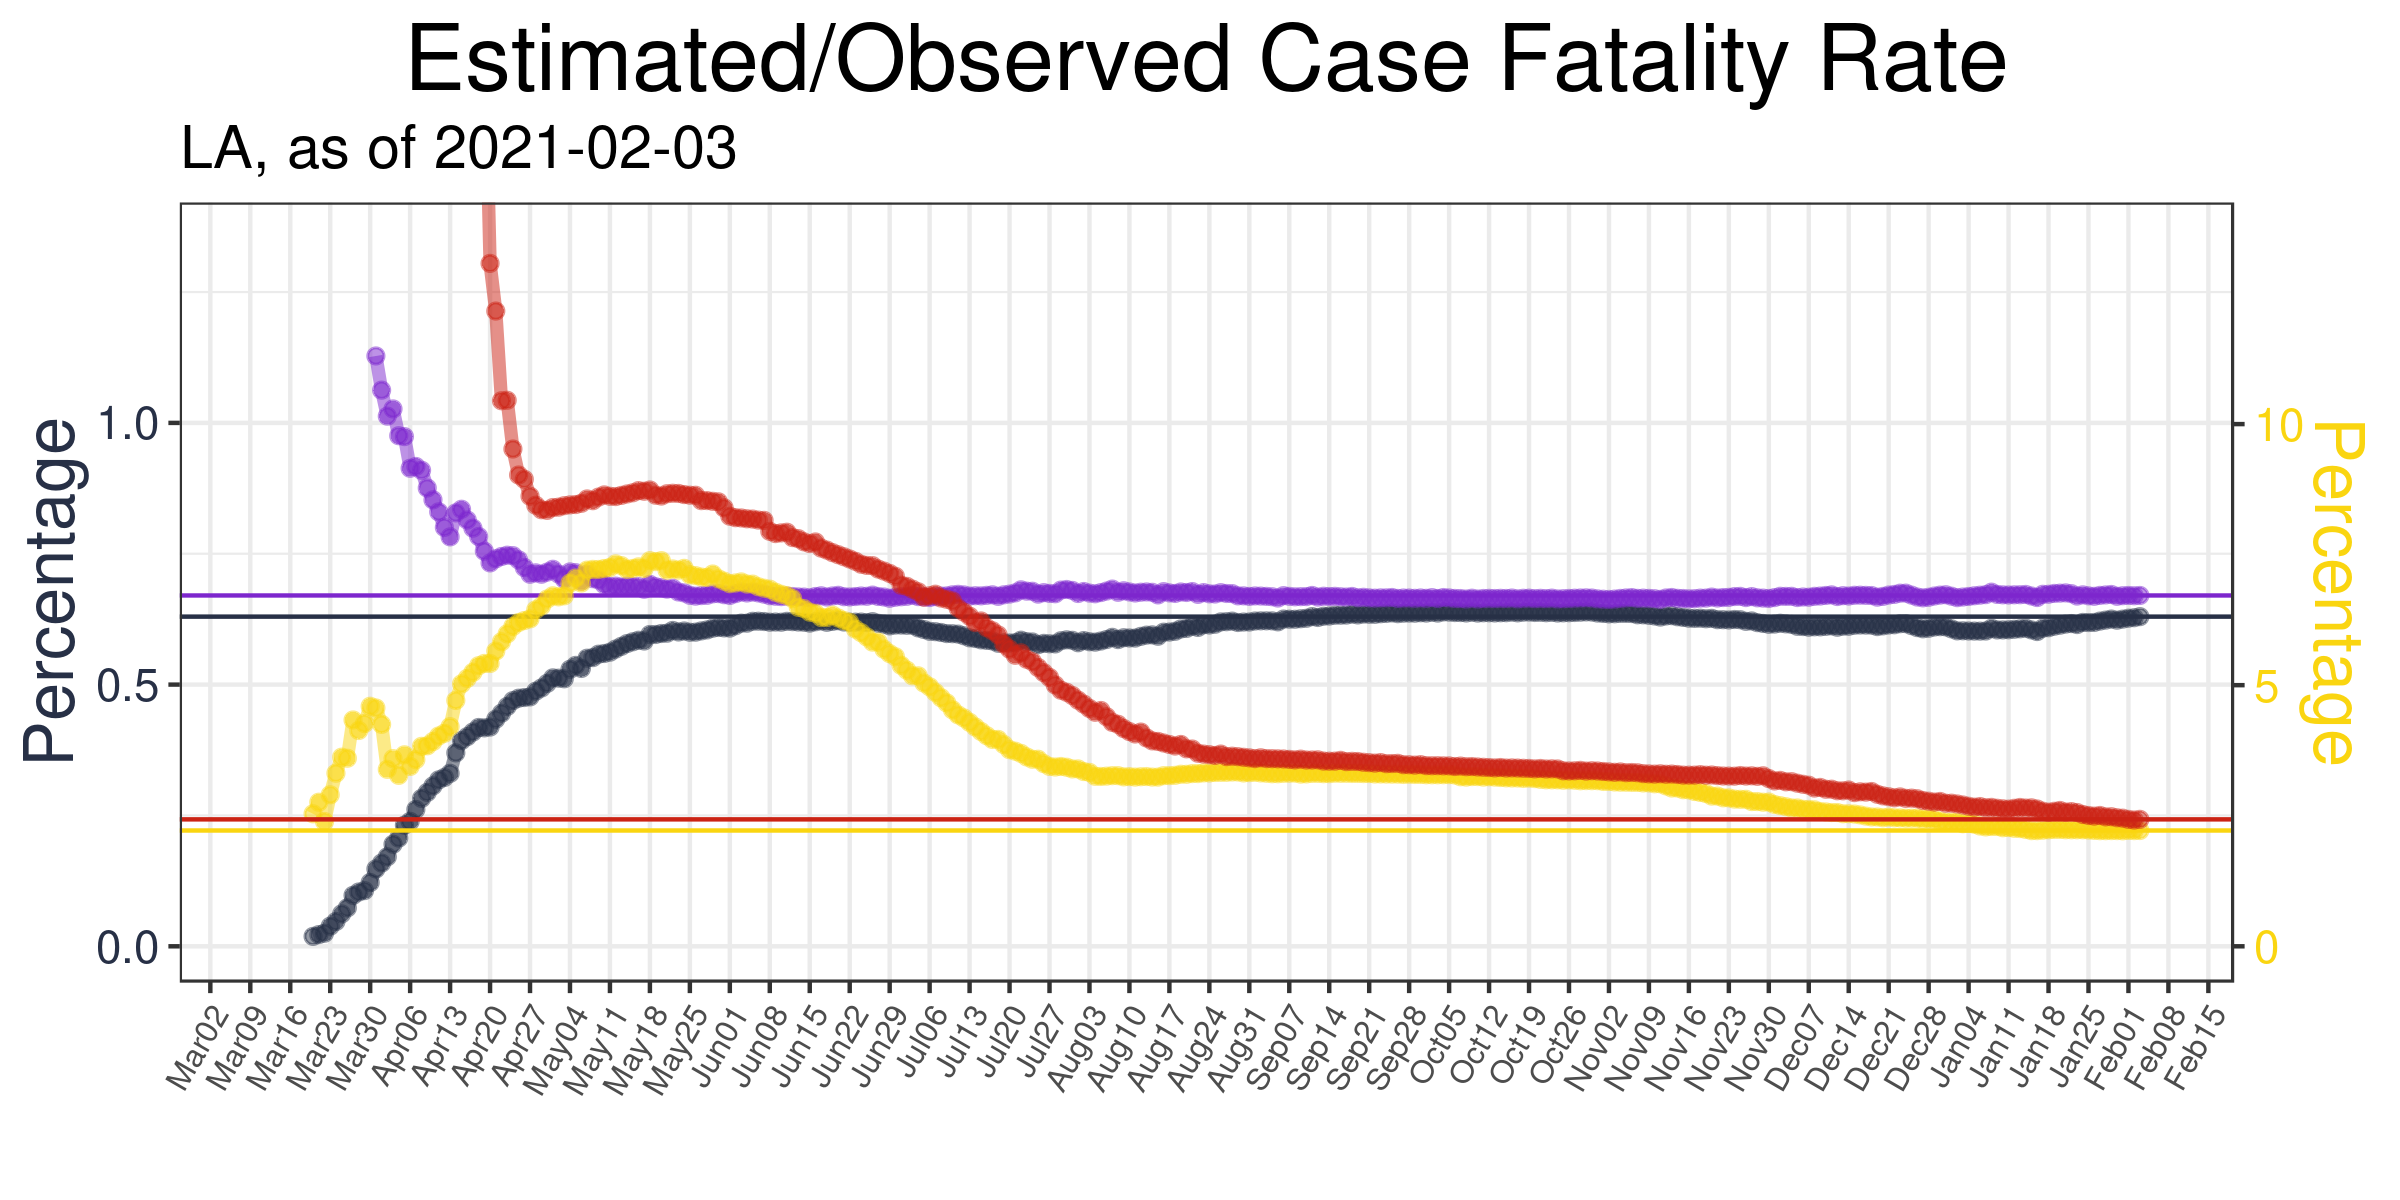 Estimated/Observed Case Fatality Rate
LA, as of 2021-02-03
Percentage
1.0
0.5
0.0
10
5
0
Percentage
Mar02
Mar09
Mar16
Mar23
Mar30
Apr06
Apr13
Apr20
Apr27
May04
May11
May18
May25
Jun01
Jun08
Jun15
Jun22
Jun29
Jul06
Jul13
Jul20
Jul27
Aug03
Aug10
Aug17
Aug24
Aug31
Sep07
Sep14
Sep21
Sep28
Oct05
Oct12
Oct19
Oct26
Nov02
Nov09
Nov16
Nov23
Nov30
Dec07
Dec14
Dec21
Dec28
Jan04
Jan11
Jan18
Jan25
Feb01
Feb08
Feb15